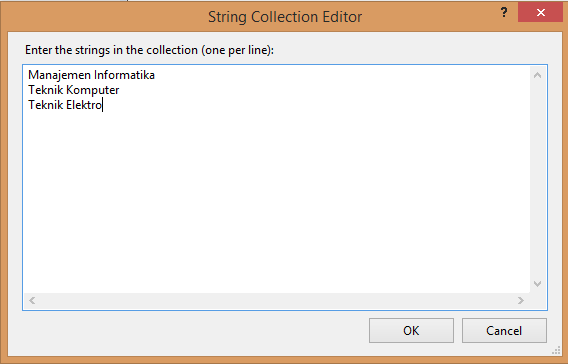 String Collection Editor
?
Enter the strings in the collection (one per line):
Manajemen Informatika
Teknik Komputer
Teknik Elektro
OK
Cancel